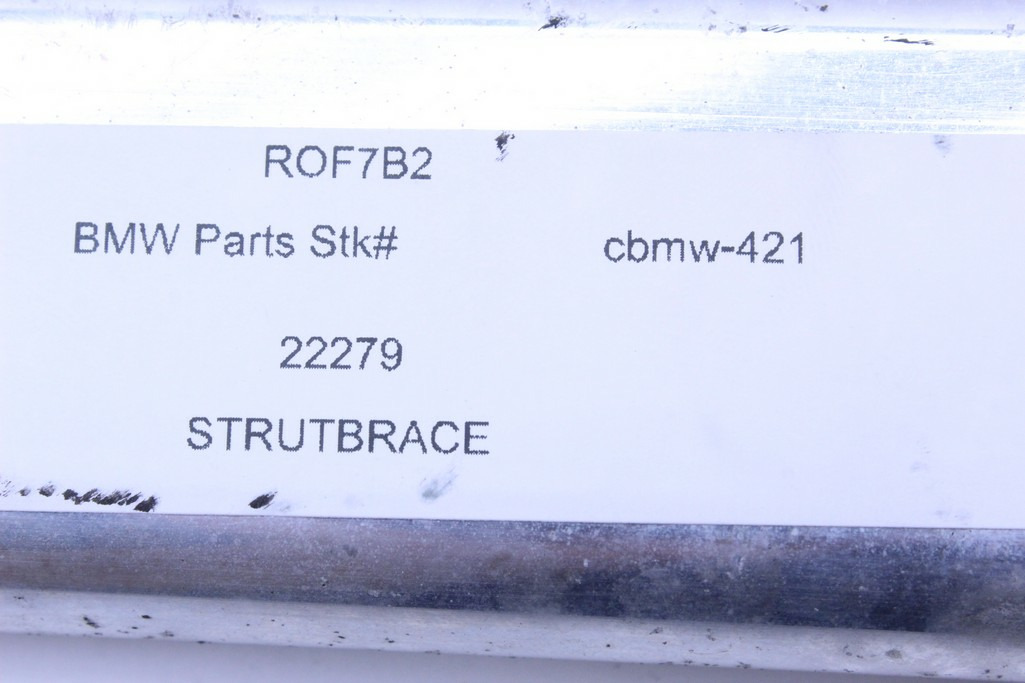 ROF7B2
BMW Parts Stk# cbmw-421
22279
STRUTBRACE